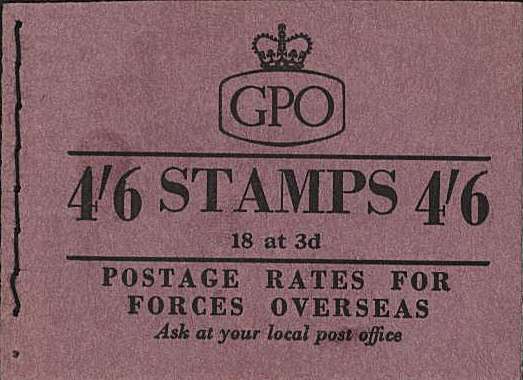 GPO
4'6 STAMPS 4'6
18 at 3d
POSTAGE RATES FOR
FORCES OVERSEAS
Ask at your local post office